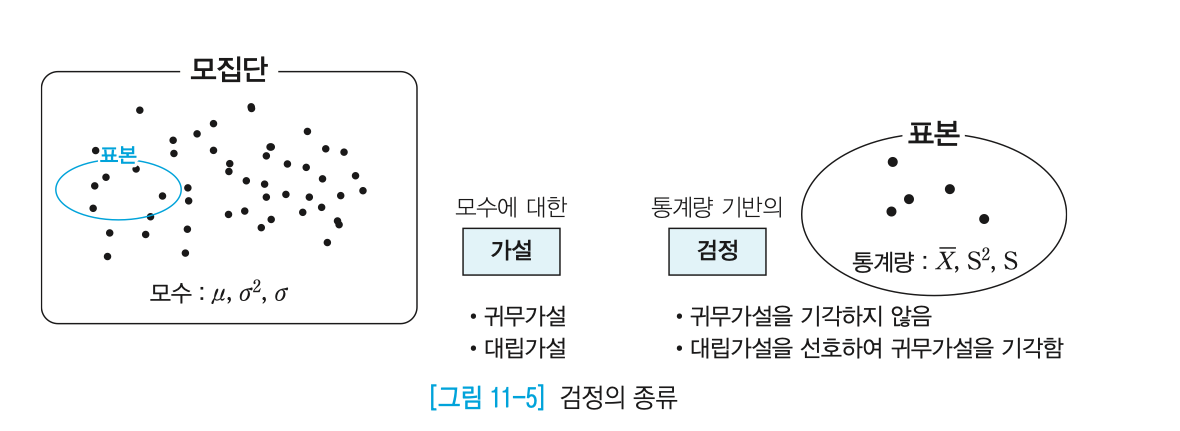 모집단
표본
모수 : μ, σ², σ
모수에 대한
가설
• 귀무가설
• 대립가설
통계량 기반의
검정
• 귀무가설을 기각하지 않음
• 대립가설을 선호하여 귀무가설을 기각함
표본
통계량 : X̅, S², S
[그림 11-5] 검정의 종류